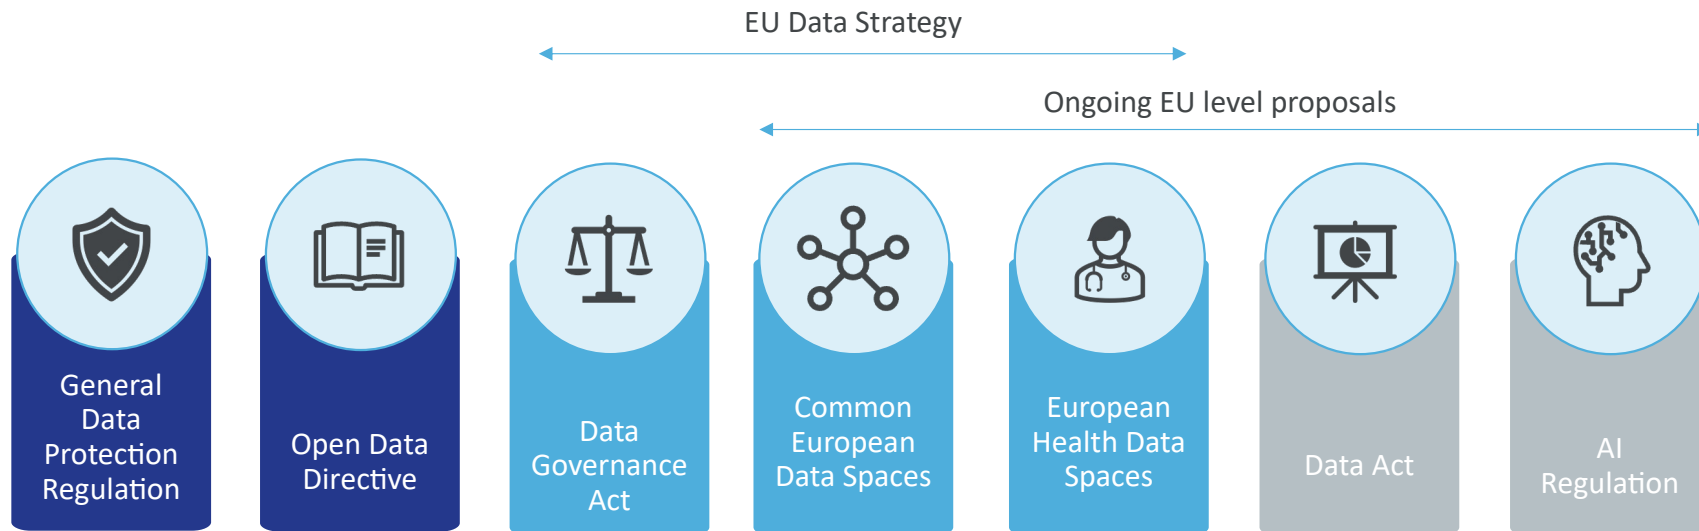 EU Data Strategy
Ongoing EU level proposals
General
Data
Protection
Regulation
Open Data
Directive
Data
Governance
Act
Common
European
Data Spaces
European
Health Data
Spaces
Data Act
AI
Regulation